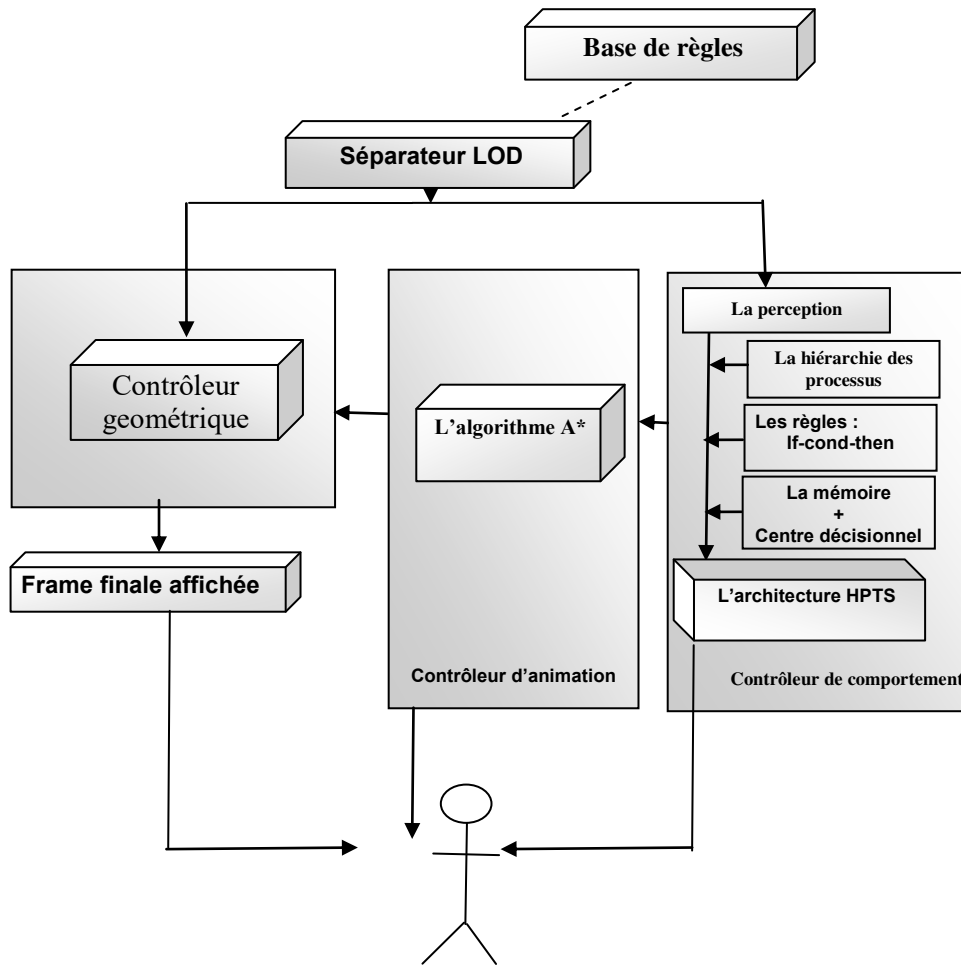 Base de règles
Séparateur LOD
Contrôleur
geométrique
L'algorithme A*
La perception
La hiérarchie des
processus
Les règles :
If-cond-then
La mémoire
+
Centre décisionnel
L'architecture HPTS
Frame finale affichée
Contrôleur d'animation
Contrôleur de comportement